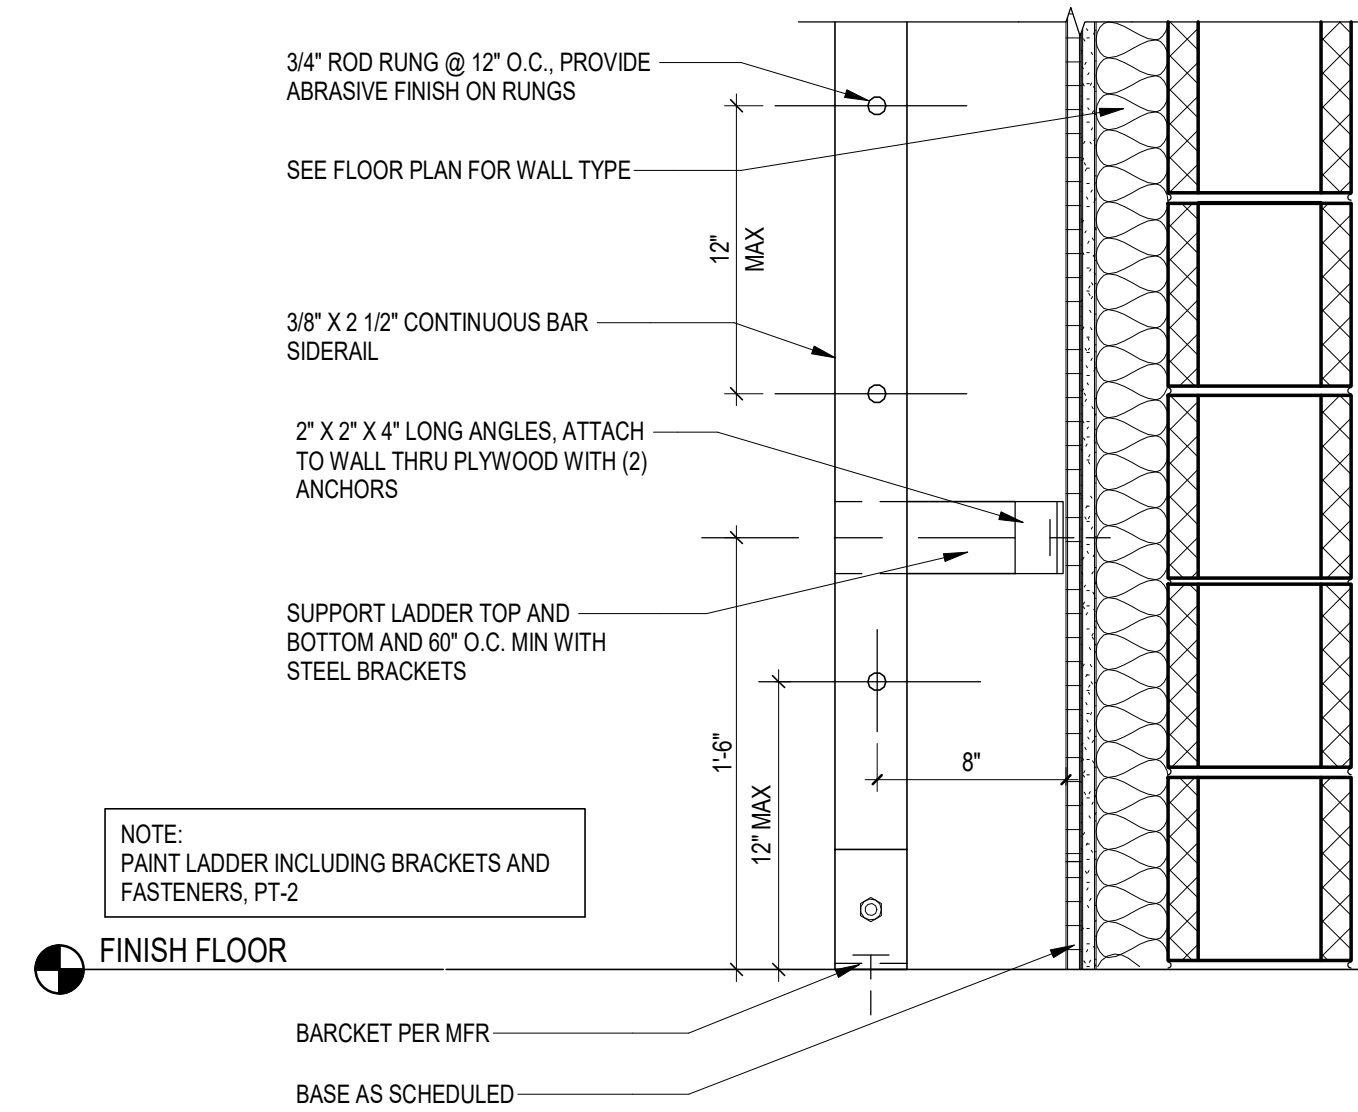 3/4" ROD RUNG @ 12" O.C., PROVIDE
ABRASIVE FINISH ON RUNGS
SEE FLOOR PLAN FOR WALL TYPE
12"
MAX
3/8" X 2 1/2" CONTINUOUS BAR
SIDERAIL
2" X 2" X 4" LONG ANGLES, ATTACH
TO WALL THRU PLYWOOD WITH (2)
ANCHORS
SUPPORT LADDER TOP AND
BOTTOM AND 60" O.C. MIN WITH
STEEL BRACKETS
1'-6"
8"
12" MAX
NOTE:
PAINT LADDER INCLUDING BRACKETS AND
FASTENERS, PT-2
FINISH FLOOR
BARCKET PER MFR
BASE AS SCHEDULED